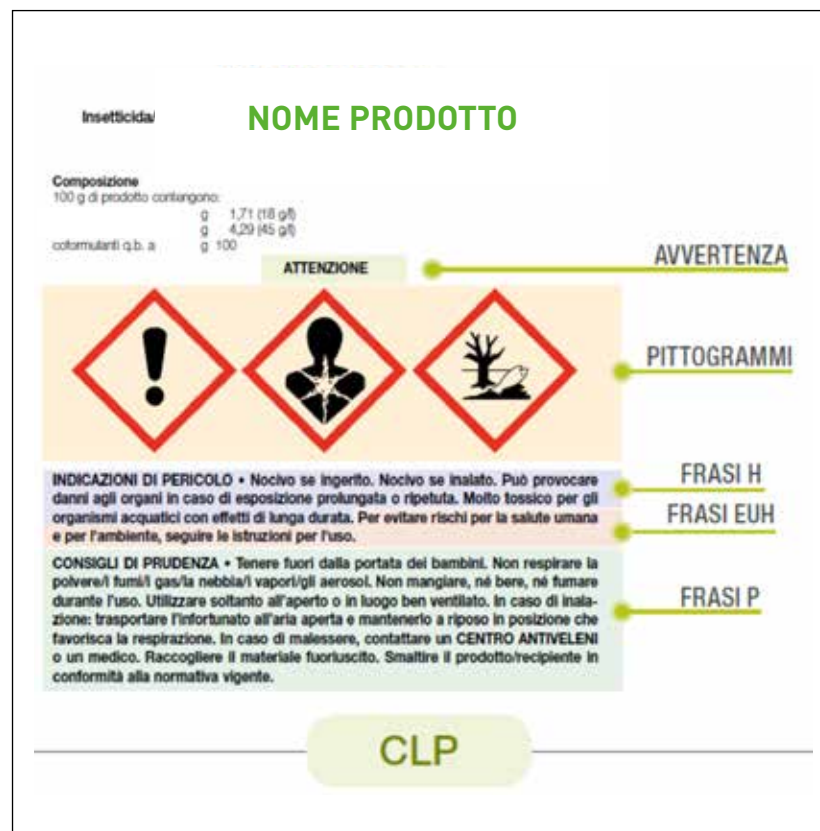 Insetticida/
NOME PRODOTTO
Composizione
100 g di prodotto contengono:
g 1,71 (18 g/l)
g 4,29 (45 g/l)
coformulanti q.b. a g 100
ATTENZIONE
AVVERTENZA
PITTOGRAMMI
INDICAZIONI DI PERICOLO • Nocivo se ingerito. Nocivo se inalato. Può provocare
danni agli organi in caso di esposizione prolungata o ripetuta. Molto tossico per gli
organismi acquatici con effetti di lunga durata. Per evitare rischi per la salute umana
e per l'ambiente, seguire le istruzioni per l'uso.
FRASI H
FRASI EUH
CONSIGLI DI PRUDENZA • Tenere fuori dalla portata dei bambini. Non respirare la
polvere/i fumi/i gas/la nebbia/i vapori/gli aerosol. Non mangiare, né bere, né fumare
durante l'uso. Utilizzare soltanto all'aperto o in luogo ben ventilato. In caso di inala-
zione: trasportare l'infortunato all'aria aperta e mantenerlo a riposo in posizione che
favorisca la respirazione. In caso di malessere, contattare un CENTRO ANTIVELENI
o un medico. Raccogliere il materiale fuoriuscito. Smaltire il prodotto/recipiente in
conformità alla normativa vigente.
FRASI P
CLP